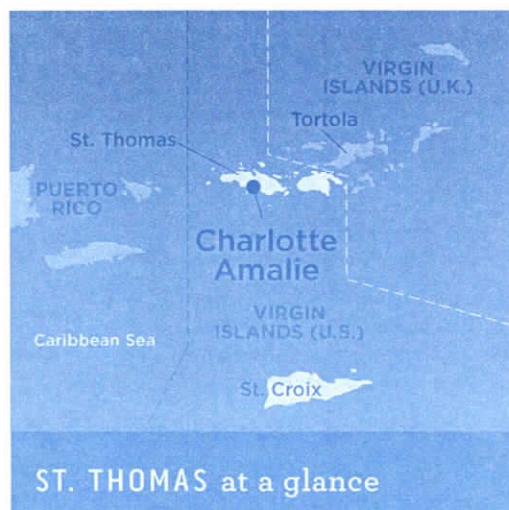 VIRGIN
ISLANDS (U.K.)
Tortola
St. Thomas
PUERTO
RICO
Charlotte
Amalie
VIRGIN
ISLANDS (U.S.)
Caribbean Sea
St. Croix
ST. THOMAS at a glance